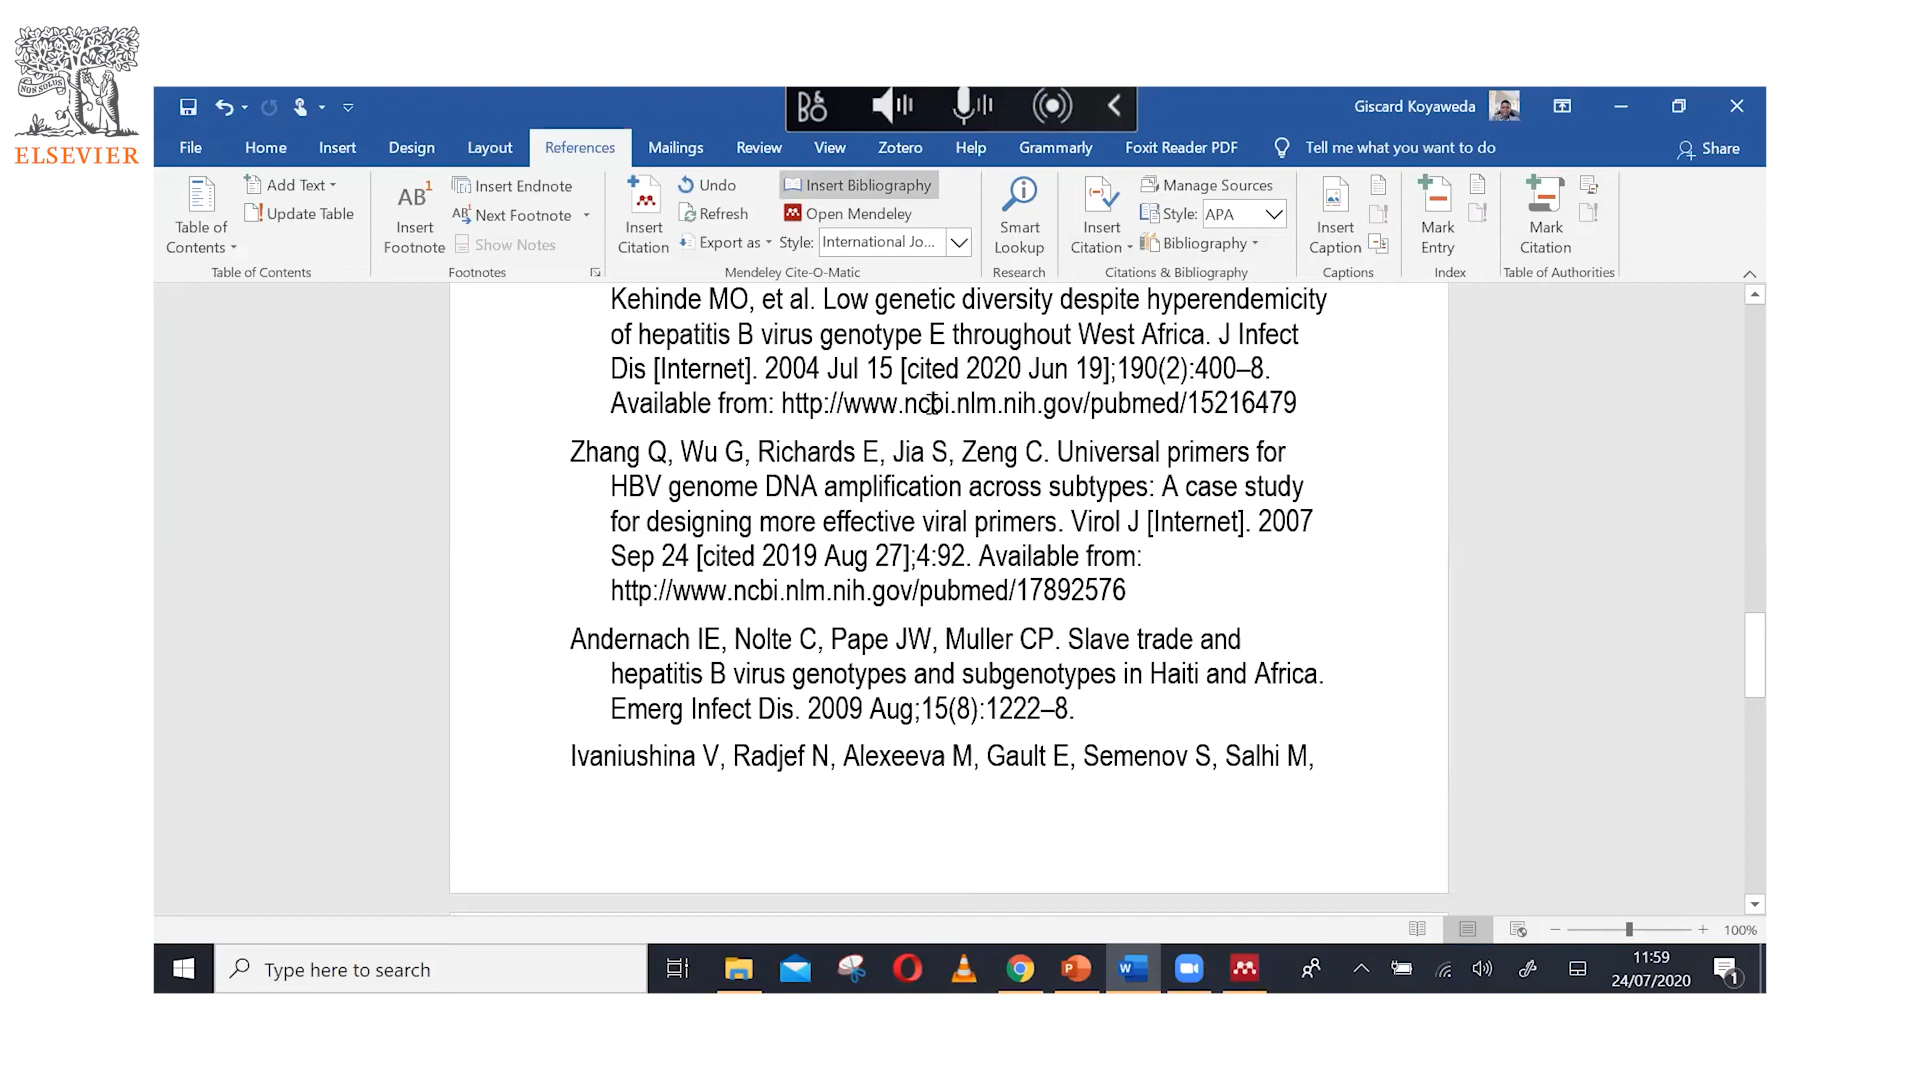 NON SOLUS
ELSEVIER
Giscard Koyaweda
File Home Insert Design Layout References Mailings Review View Zotero Help Grammarly Foxit Reader PDF Tell me what you want to do Share
Table of Contents
Add Text
Update Table
Table of Contents
AB1
Insert Footnote
Insert Endnote
Next Footnote
Show Notes
Footnotes
Insert Citation
Undo
Refresh
Export as
Insert Bibliography
Open Mendeley
Style: International Jo...
Mendeley Cite-O-Matic
Smart Lookup
Research
Insert Citation
Manage Sources
Style: APA
Bibliography
Citations & Bibliography
Insert Caption
Captions
Mark Entry
Index
Mark Citation
Table of Authorities
Kehinde MO, et al. Low genetic diversity despite hyperendemicity
of hepatitis B virus genotype E throughout West Africa. J Infect
Dis [Internet]. 2004 Jul 15 [cited 2020 Jun 19];190(2):400–8.
Available from: http://www.ncbi.nlm.nih.gov/pubmed/15216479
Zhang Q, Wu G, Richards E, Jia S, Zeng C. Universal primers for
HBV genome DNA amplification across subtypes: A case study
for designing more effective viral primers. Virol J [Internet]. 2007
Sep 24 [cited 2019 Aug 27];4:92. Available from:
http://www.ncbi.nlm.nih.gov/pubmed/17892576
Andernach IE, Nolte C, Pape JW, Muller CP. Slave trade and
hepatitis B virus genotypes and subgenotypes in Haiti and Africa.
Emerg Infect Dis. 2009 Aug;15(8):1222–8.
Ivaniushina V, Radjef N, Alexeeva M, Gault E, Semenov S, Salhi M,
100%
Type here to search
11:59
24/07/2020
1